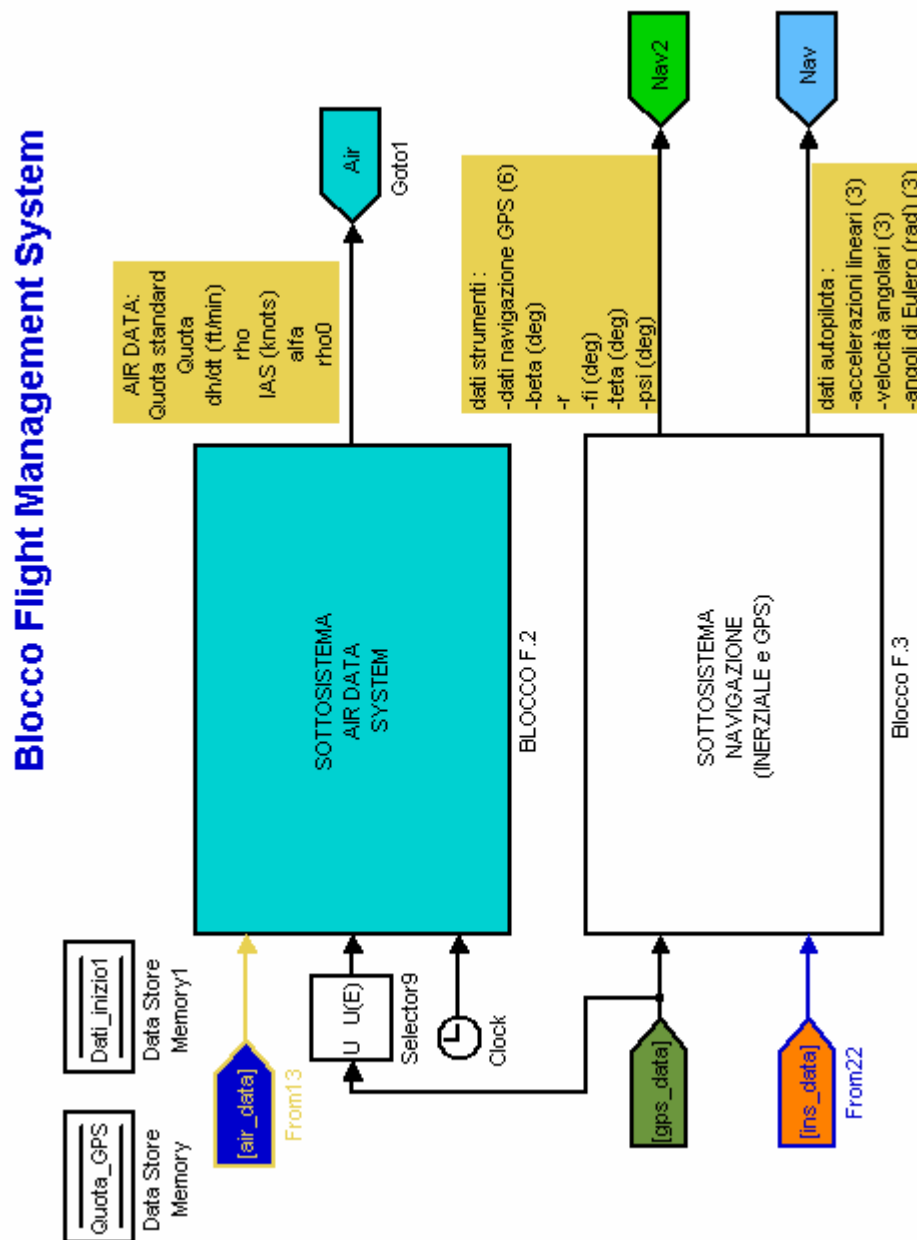 Blocco Flight Management System
Quota_GPS
Data Store
Memory
Dati_inizio1
Data Store
Memory1
[air_data]
From13
U U(E)
Selector9
Clock
SOTTOSISTEMA
AIR DATA
SYSTEM
BLOCCO F.2
AIR DATA:
Quota standard
Quota
dh/dt (ft/min)
rho
IAS (knots)
alfa
rho0
Air
Goto1
[gps_data]
[ins_data]
From22
SOTTOSISTEMA
NAVIGAZIONE
(INERZIALE e GPS)
Blocco F.3
dati strumenti :
-dati navigazione GPS (6)
-beta (deg)
-r
-fi (deg)
-teta (deg)
-psi (deg)
Nav2
dati autopilota :
-accelerazioni lineari (3)
-velocità angolari (3)
-angoli di Eulero (rad) (3)
Nav